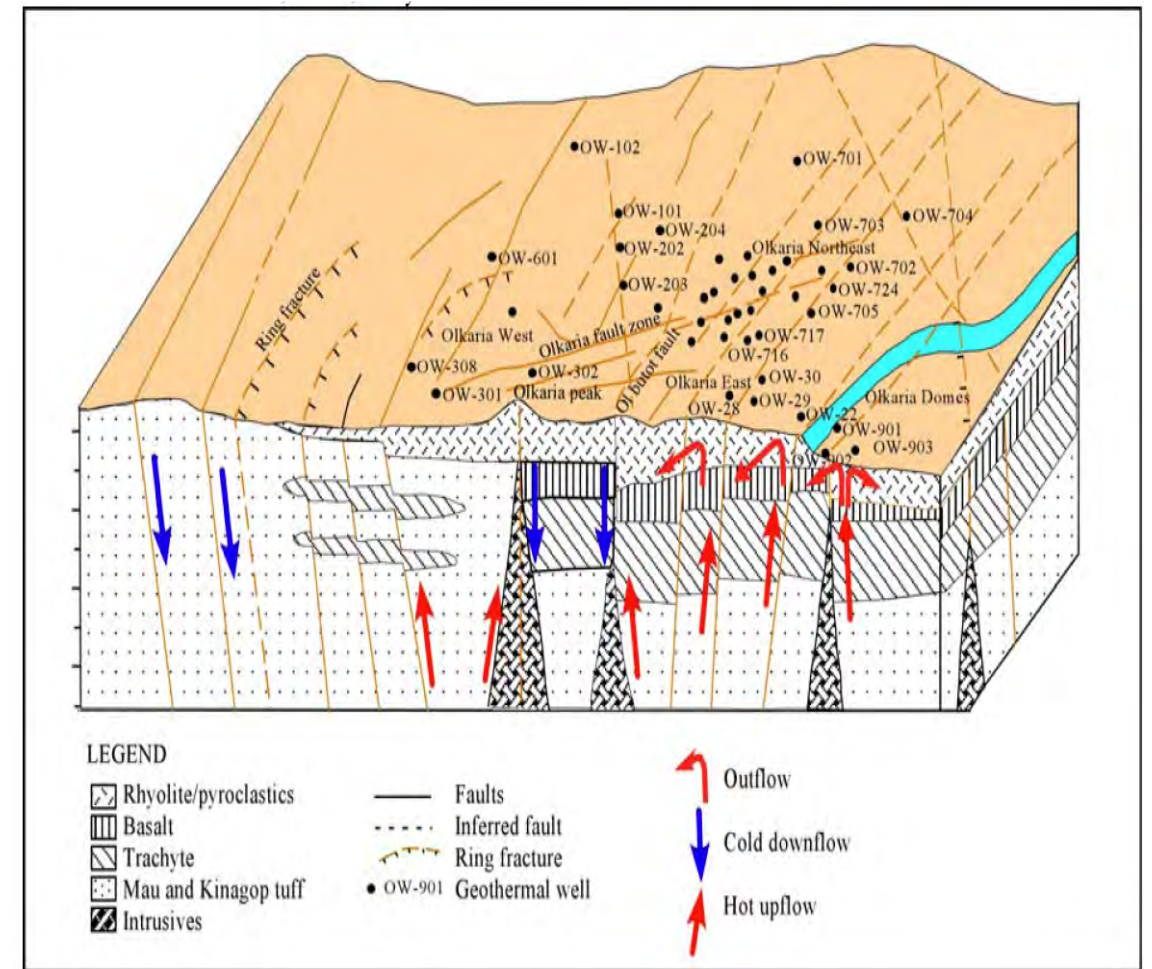 OW-102
OW-701
OW-101
OW-204
OW-704
OW-703
OW-202
Olkaria Northeast
OW-601
OW-702
OW-203
OW-724
Ring fracture
OW-705
Olkaria fault zone
Olkaria West
OW-717
OW-716
Ol butot fault
OW-308
OW-302
Olkaria East
OW-30
OW-301
Olkaria peak
OW-28
OW-29
Olkaria Domes
OW-22
OW-901
OW-903
OW-902
LEGEND
Rhyolite/pyroclastics
Basalt
Trachyte
Mau and Kinagop tuff
Intrusives
Faults
Inferred fault
Ring fracture
OW-901 Geothermal well
Outflow
Cold downflow
Hot upflow